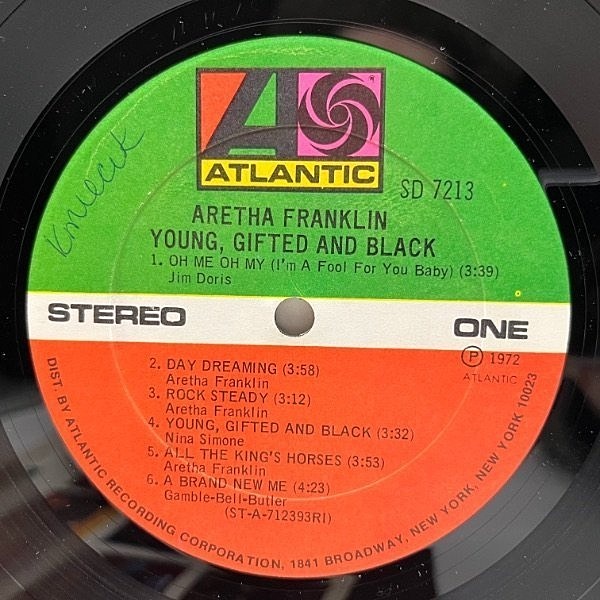 ATLANTIC
SD 7213
ARETHA FRANKLIN
YOUNG, GIFTED AND BLACK
1. OH ME OH MY (I'm A Fool For You Baby) (3:39)
Jim Doris
STEREO
ONE
Ⓟ 1972
ATLANTIC
2. DAY DREAMING (3:58)
Aretha Franklin
3. ROCK STEADY (3:12)
Aretha Franklin
4. YOUNG, GIFTED AND BLACK (3:32)
Nina Simone
5. ALL THE KING'S HORSES (3:53)
Aretha Franklin
6. A BRAND NEW ME (4:23)
Gamble-Bell-Butler
(ST-A-712393RI)
DIST. BY ATLANTIC RECORDING CORPORATION, 1841 BROADWAY, NEW YORK, NEW YORK 10023